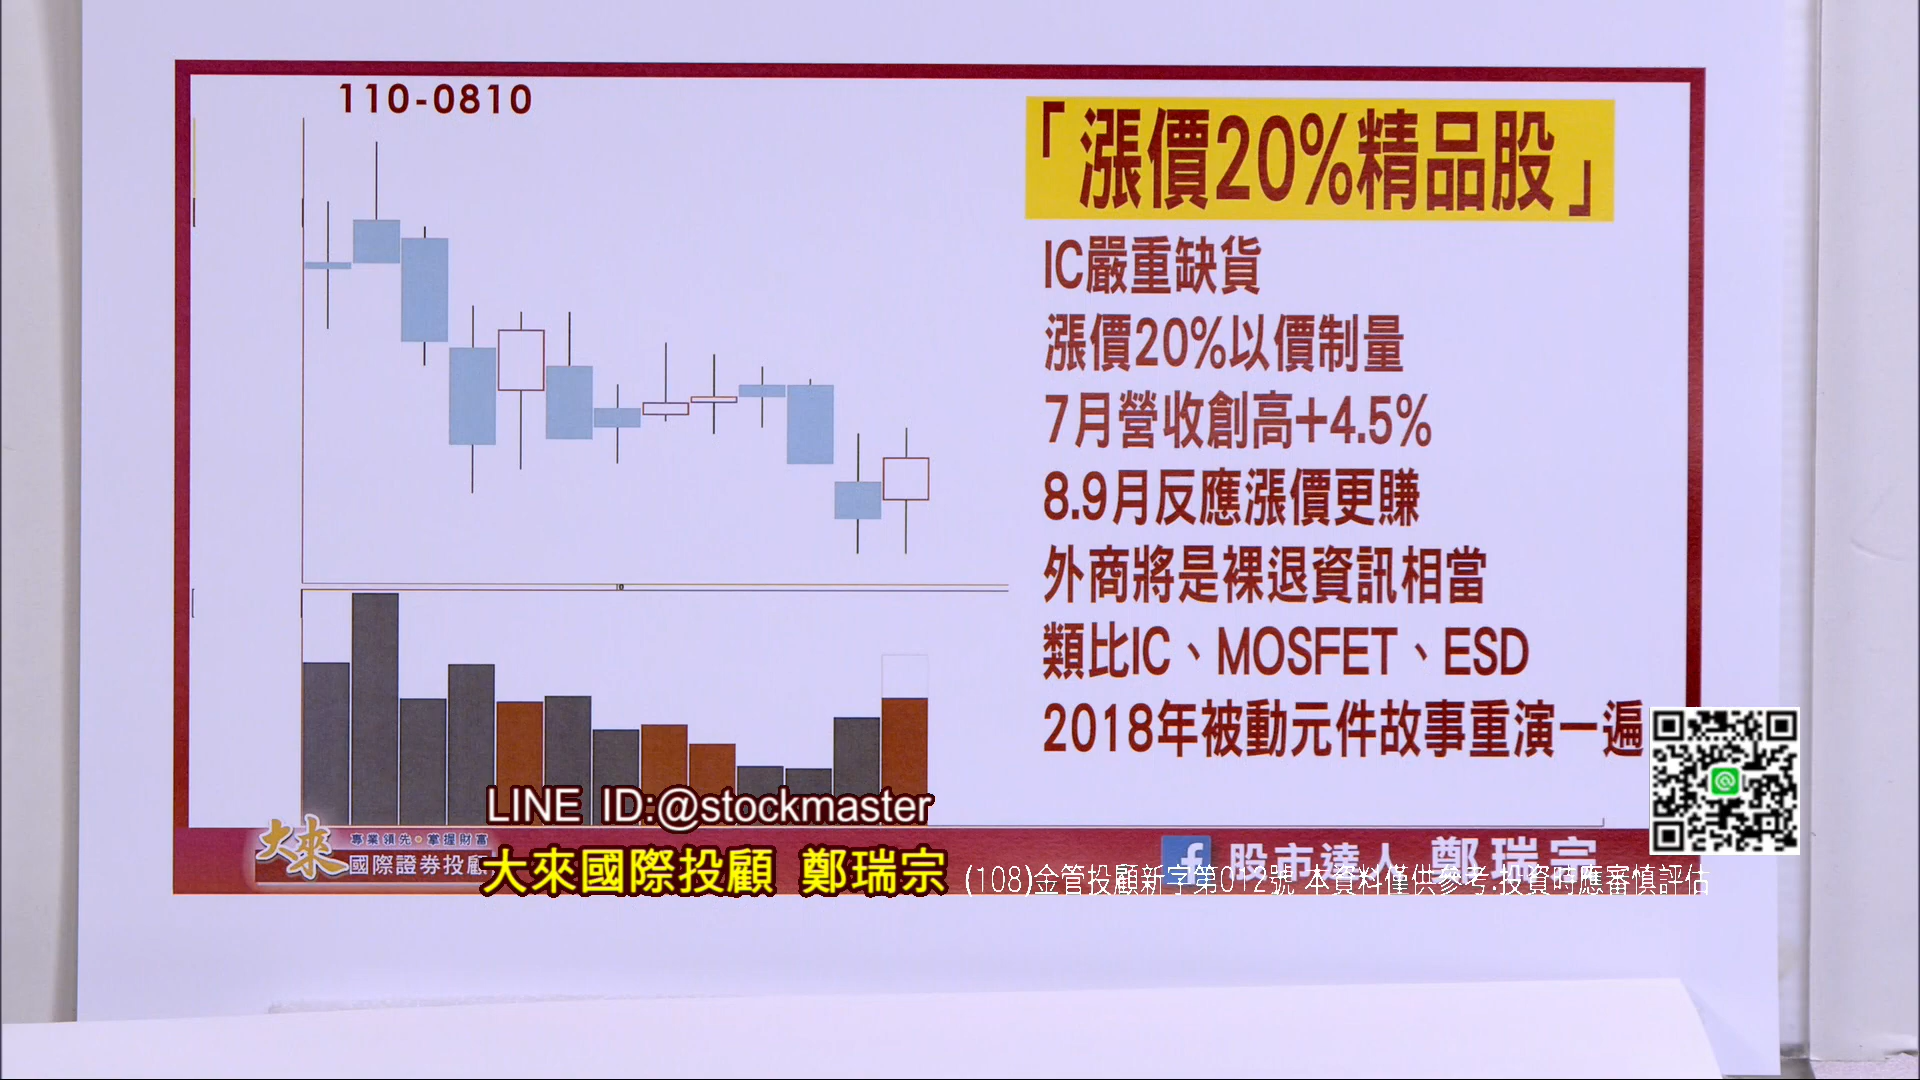 110-0810
「漲價20%精品股」
IC嚴重缺貨
漲價20%以價制量
7月營收創高+4.5%
8.9月反應漲價更賺
外商將是裸退資訊相當
類比IC、MOSFET、ESD
2018年被動元件故事重演一遍
LINE ID:@stockmaster
大來
專業領先。掌握財富
國際證券投顧
大來國際投顧 鄭瑞宗
股市達人 鄭瑞宗
(108)金管投顧新字第012號 本資料僅供參考.投資時應審慎評估